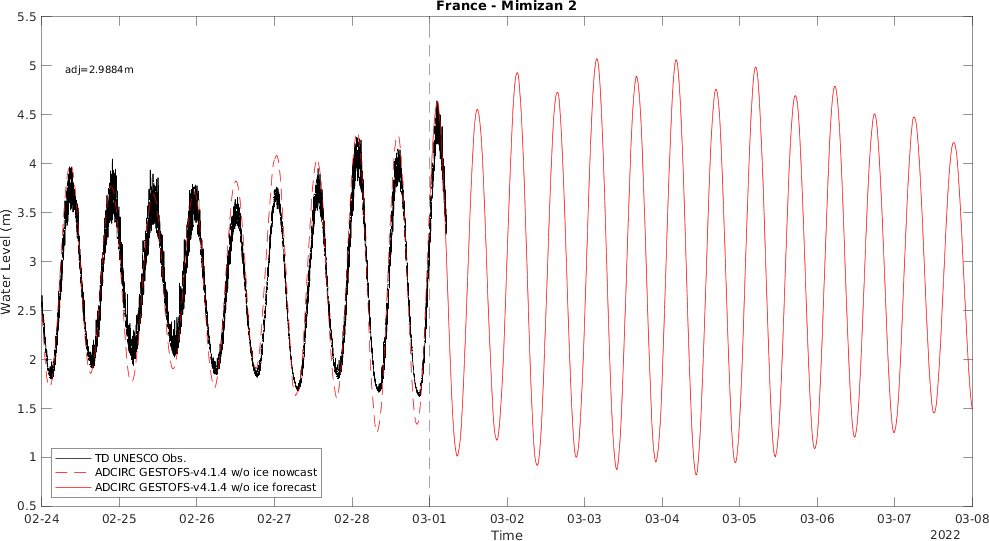 France - Mimizan 2
adj=2.9884m
5.5
5
4.5
4
3.5
3
2.5
2
1.5
1
0.5
Water Level (m)
TD UNESCO Obs.
ADCIRC GESTOFS-v4.1.4 w/o ice nowcast
ADCIRC GESTOFS-v4.1.4 w/o ice forecast
02-24 02-25 02-26 02-27 02-28 03-01 03-02 03-03 03-04 03-05 03-06 03-07 03-08
Time
2022